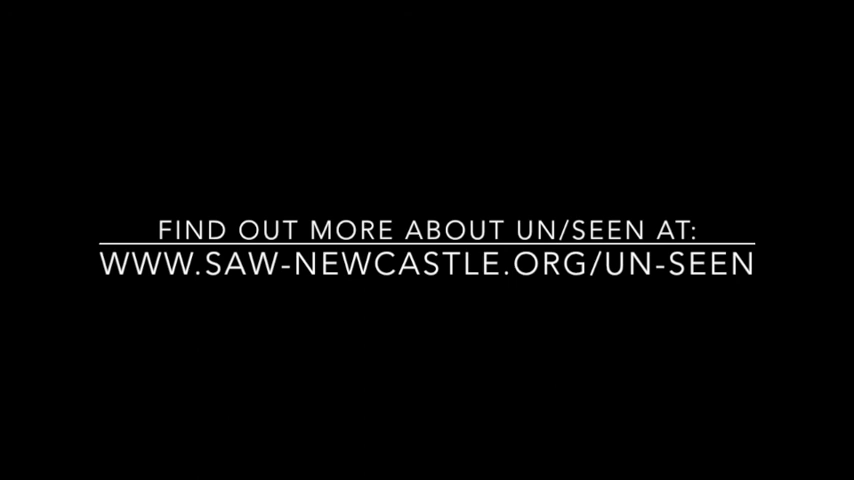 FIND OUT MORE ABOUT UN/SEEN AT:
WWW.SAW-NEWCASTLE.ORG/UN-SEEN